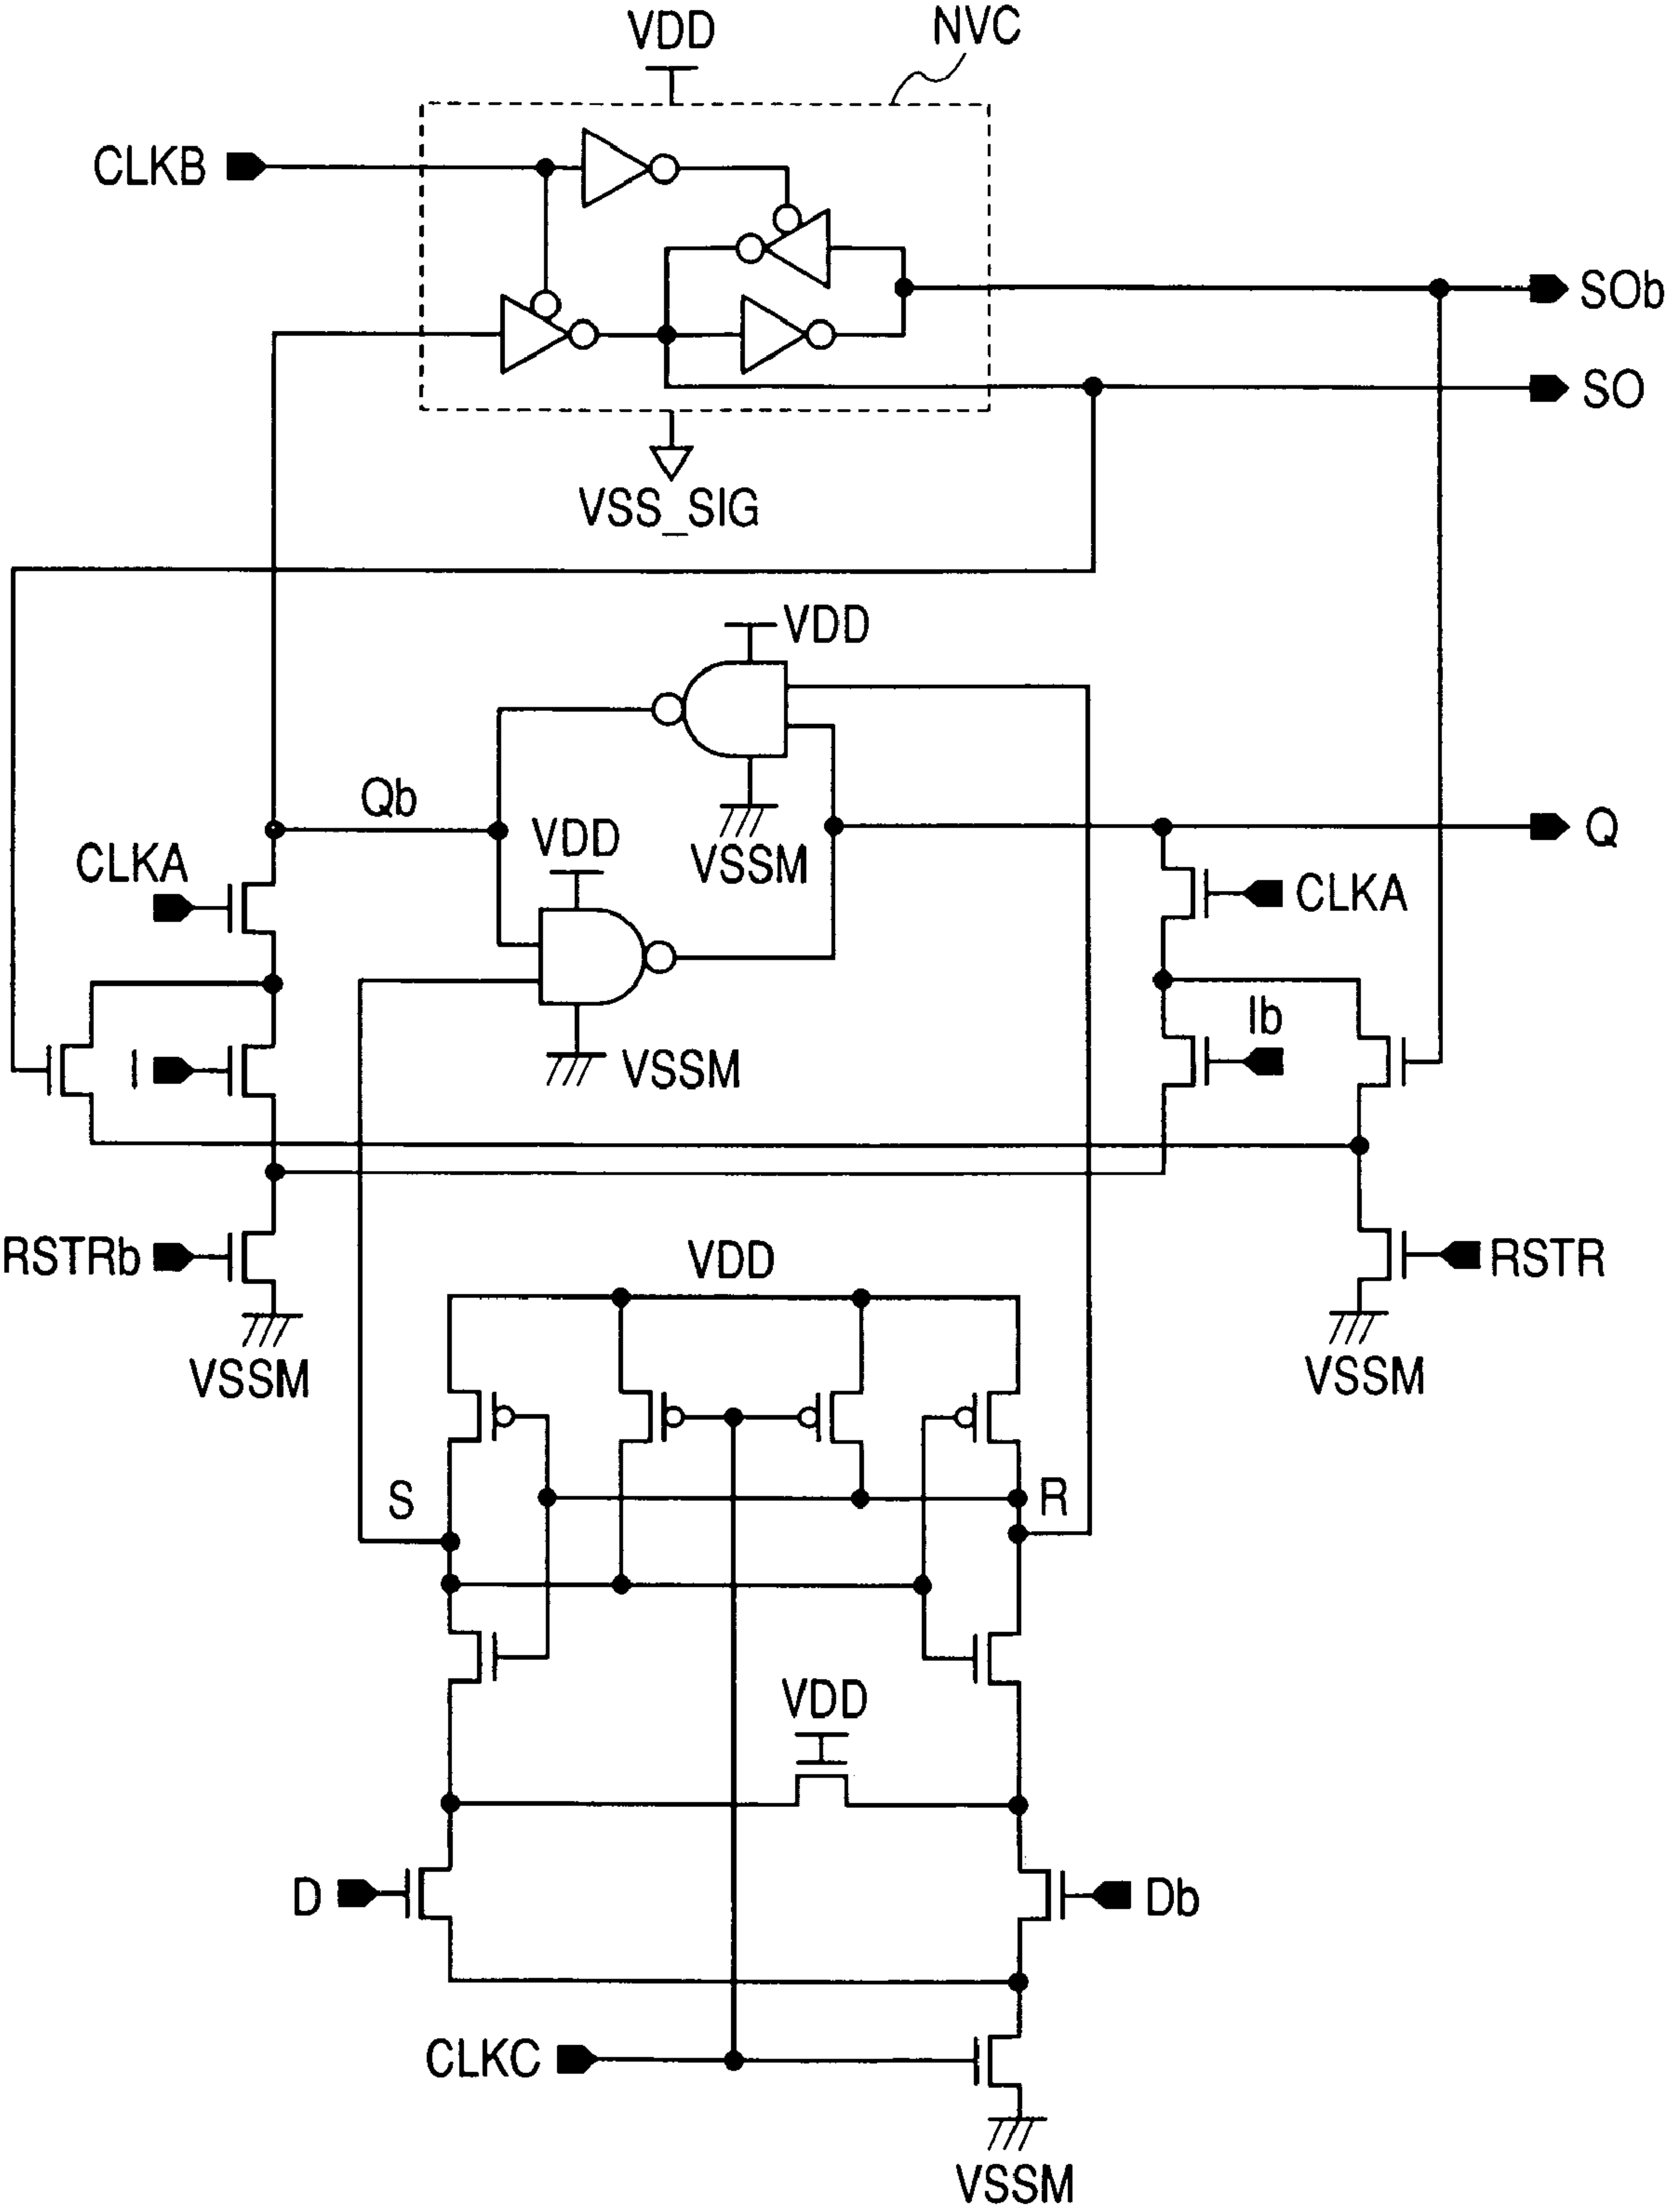 VDD
NVC
CLKB
SOb
SO
VSS_SIG
VDD
Qb
VDD
VSSM
Q
CLKA
CLKA
Ib
I
VSSM
RSTRb
VDD
RSTR
VSSM
VSSM
S
R
VDD
D
Db
CLKC
VSSM